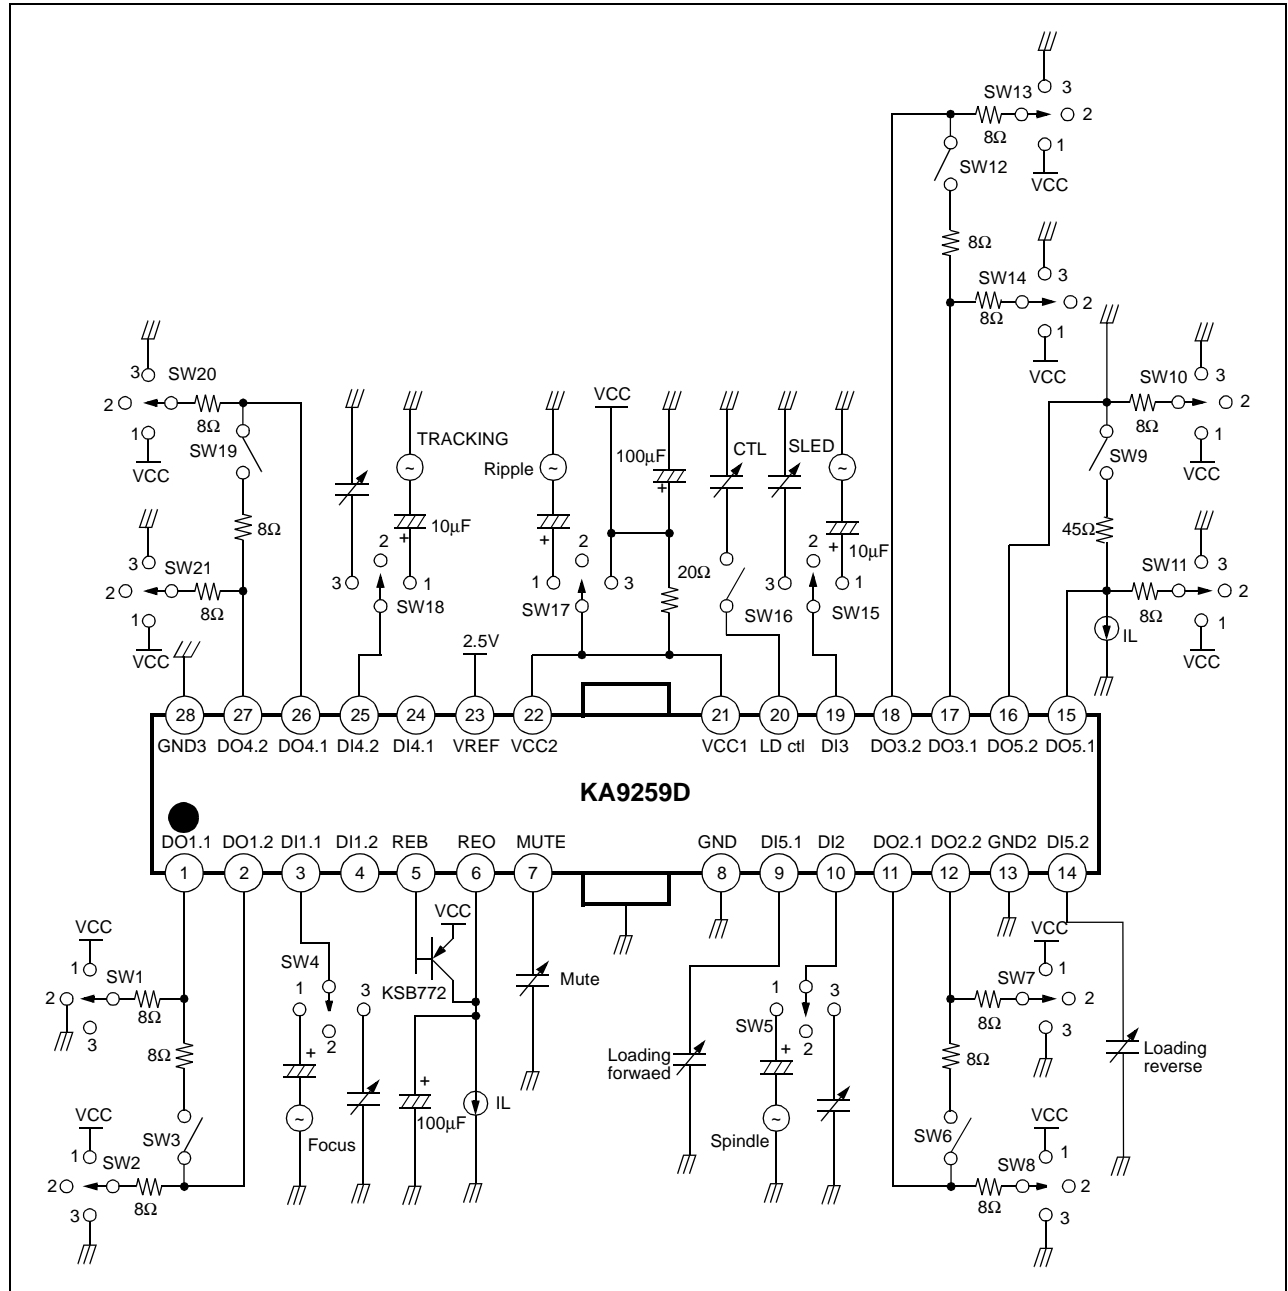 3
SW13
2
8Ω
1
SW12
VCC
8Ω
3
SW14
2
8Ω
1
VCC
3
SW20
2
8Ω
1
SW19
VCC
8Ω
3
SW21
2
8Ω
1
VCC
TRACKING
10μF
2
3
1
SW18
Ripple
VCC
100μF
2
1
3
SW17
20Ω
2.5V
CTL
SLED
SW16
10μF
2
3
1
SW15
3
SW10
2
8Ω
1
SW9
VCC
45Ω
3
SW11
2
8Ω
1
IL
VCC
28 27 26 25 24 23 22 21 20 19 18 17 16 15
GND3 DO4.2 DO4.1 DI4.2 DI4.1 VREF VCC2 VCC1 LD ctl DI3 DO3.2 DO3.1 DO5.2 DO5.1
KA9259D
DO1.1 DO1.2 DI1.1 DI1.2 REB REO MUTE GND DI5.1 DI2 DO2.1 DO2.2 GND2 DI5.2
1 2 3 4 5 6 7 8 9 10 11 12 13 14
VCC
1
SW1
2
8Ω
3
8Ω
VCC
SW3
1
SW2
2
8Ω
3
SW4
1
3
2
Focus
VCC
KSB772
100μF
IL
Mute
Loading
forwaed
1
3
SW5
2
Spindle
VCC
1
SW7
2
8Ω
3
8Ω
VCC
SW6
1
SW8
2
8Ω
3
Loading
reverse